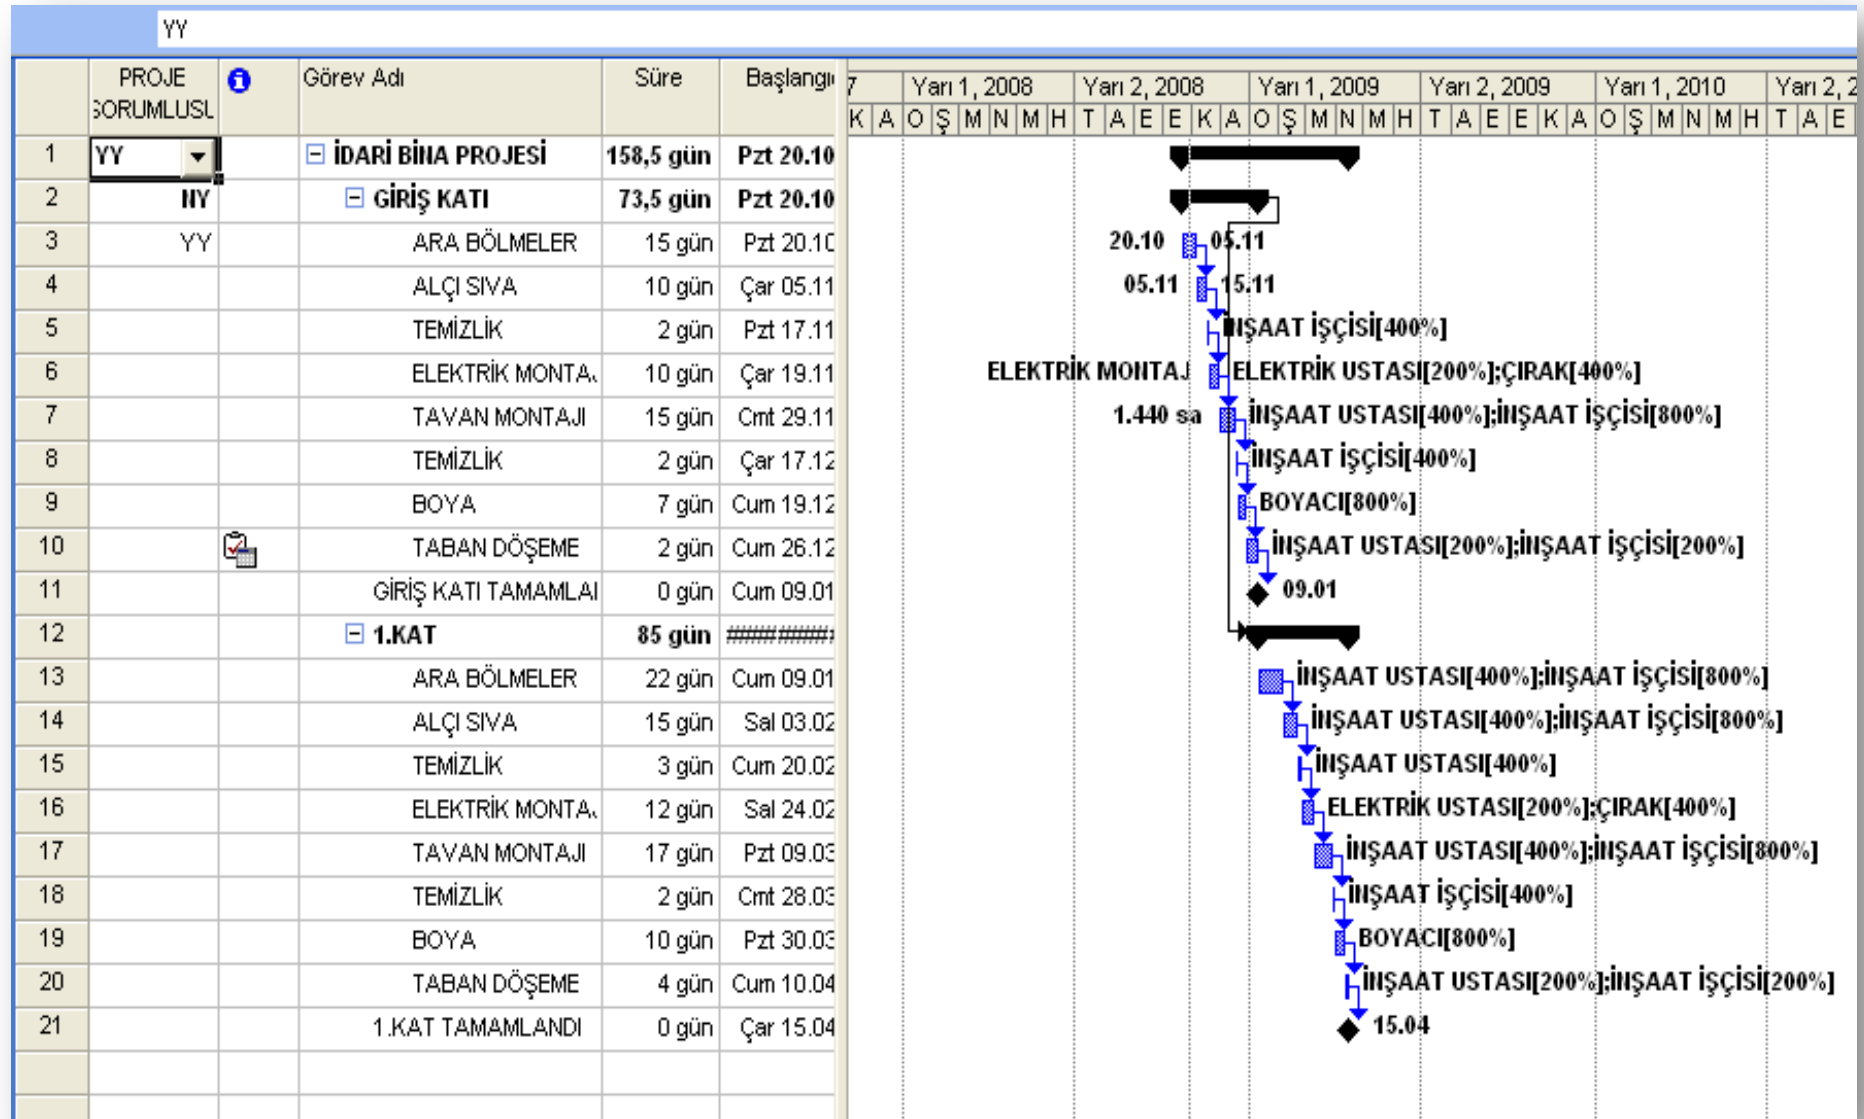 YY
PROJE SORUMLUSU Görev Adı Süre Başlangıç 7 Yarı 1, 2008 Yarı 2, 2008 Yarı 1, 2009 Yarı 2, 2009 Yarı 1, 2010 Yarı 2, 2
K A O Ş M N M H T A E E K A O Ş M N M H T A E E K A O Ş M N M H T A E
1 YY İDARİ BİNA PROJESİ 158,5 gün Pzt 20.10
2 NY GİRİŞ KATI 73,5 gün Pzt 20.10
3 YY ARA BÖLMELER 15 gün Pzt 20.10 20.10 05.11
4 ALÇI SIVA 10 gün Çar 05.11 05.11 15.11
5 TEMİZLİK 2 gün Pzt 17.11 İNŞAAT İŞÇİSİ[400%]
6 ELEKTRİK MONTAJ 10 gün Çar 19.11 ELEKTRİK MONTAJ ELEKTRİK USTASI[200%];ÇIRAK[400%]
7 TAVAN MONTAJI 15 gün Cmt 29.11 1.440 sa İNŞAAT USTASI[400%];İNŞAAT İŞÇİSİ[800%]
8 TEMİZLİK 2 gün Çar 17.12 İNŞAAT İŞÇİSİ[400%]
9 BOYA 7 gün Cum 19.12 BOYACI[800%]
10 TABAN DÖŞEME 2 gün Cum 26.12 İNŞAAT USTASI[200%];İNŞAAT İŞÇİSİ[200%]
11 GİRİŞ KATI TAMAMLAI 0 gün Cum 09.01 09.01
12 1.KAT 85 gün ##########
13 ARA BÖLMELER 22 gün Cum 09.01 İNŞAAT USTASI[400%];İNŞAAT İŞÇİSİ[800%]
14 ALÇI SIVA 15 gün Sal 03.02 İNŞAAT USTASI[400%];İNŞAAT İŞÇİSİ[800%]
15 TEMİZLİK 3 gün Cum 20.02 İNŞAAT USTASI[400%]
16 ELEKTRİK MONTAJ 12 gün Sal 24.02 ELEKTRİK USTASI[200%];ÇIRAK[400%]
17 TAVAN MONTAJI 17 gün Pzt 09.03 İNŞAAT USTASI[400%];İNŞAAT İŞÇİSİ[800%]
18 TEMİZLİK 2 gün Cmt 28.03 İNŞAAT İŞÇİSİ[400%]
19 BOYA 10 gün Pzt 30.03 BOYACI[800%]
20 TABAN DÖŞEME 4 gün Cum 10.04 İNŞAAT USTASI[200%];İNŞAAT İŞÇİSİ[200%]
21 1.KAT TAMAMLANDI 0 gün Çar 15.04 15.04